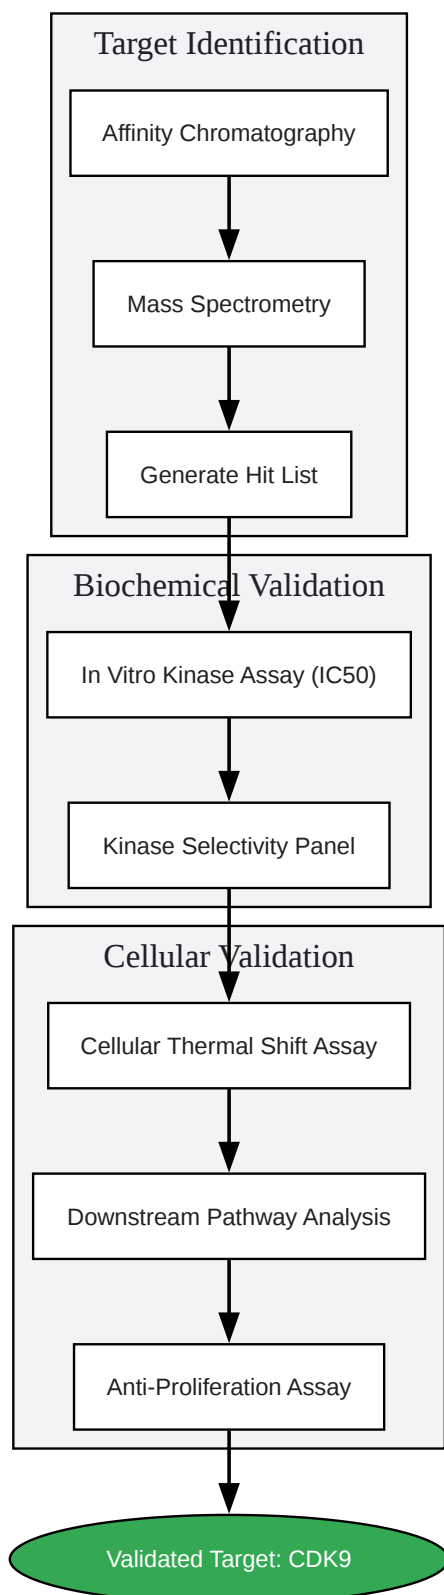 Target Identification
Affinity Chromatography
Mass Spectrometry
Generate Hit List
Biochemical Validation
In Vitro Kinase Assay (IC50)
Kinase Selectivity Panel
Cellular Validation
Cellular Thermal Shift Assay
Downstream Pathway Analysis
Anti-Proliferation Assay
Validated Target: CDK9